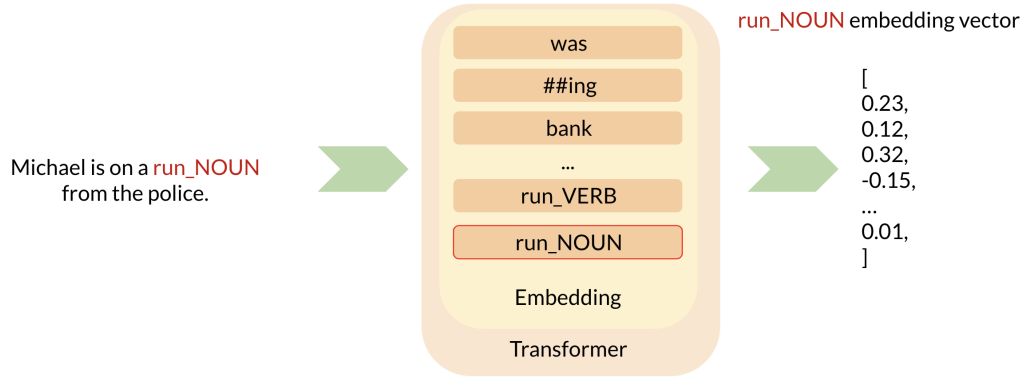 Michael is on a run_NOUN
from the police.
was
##ing
bank
...
run_VERB
run_NOUN
Embedding
Transformer
run_NOUN embedding vector
[
0.23,
0.12,
0.32,
-0.15,
...
0.01,
]